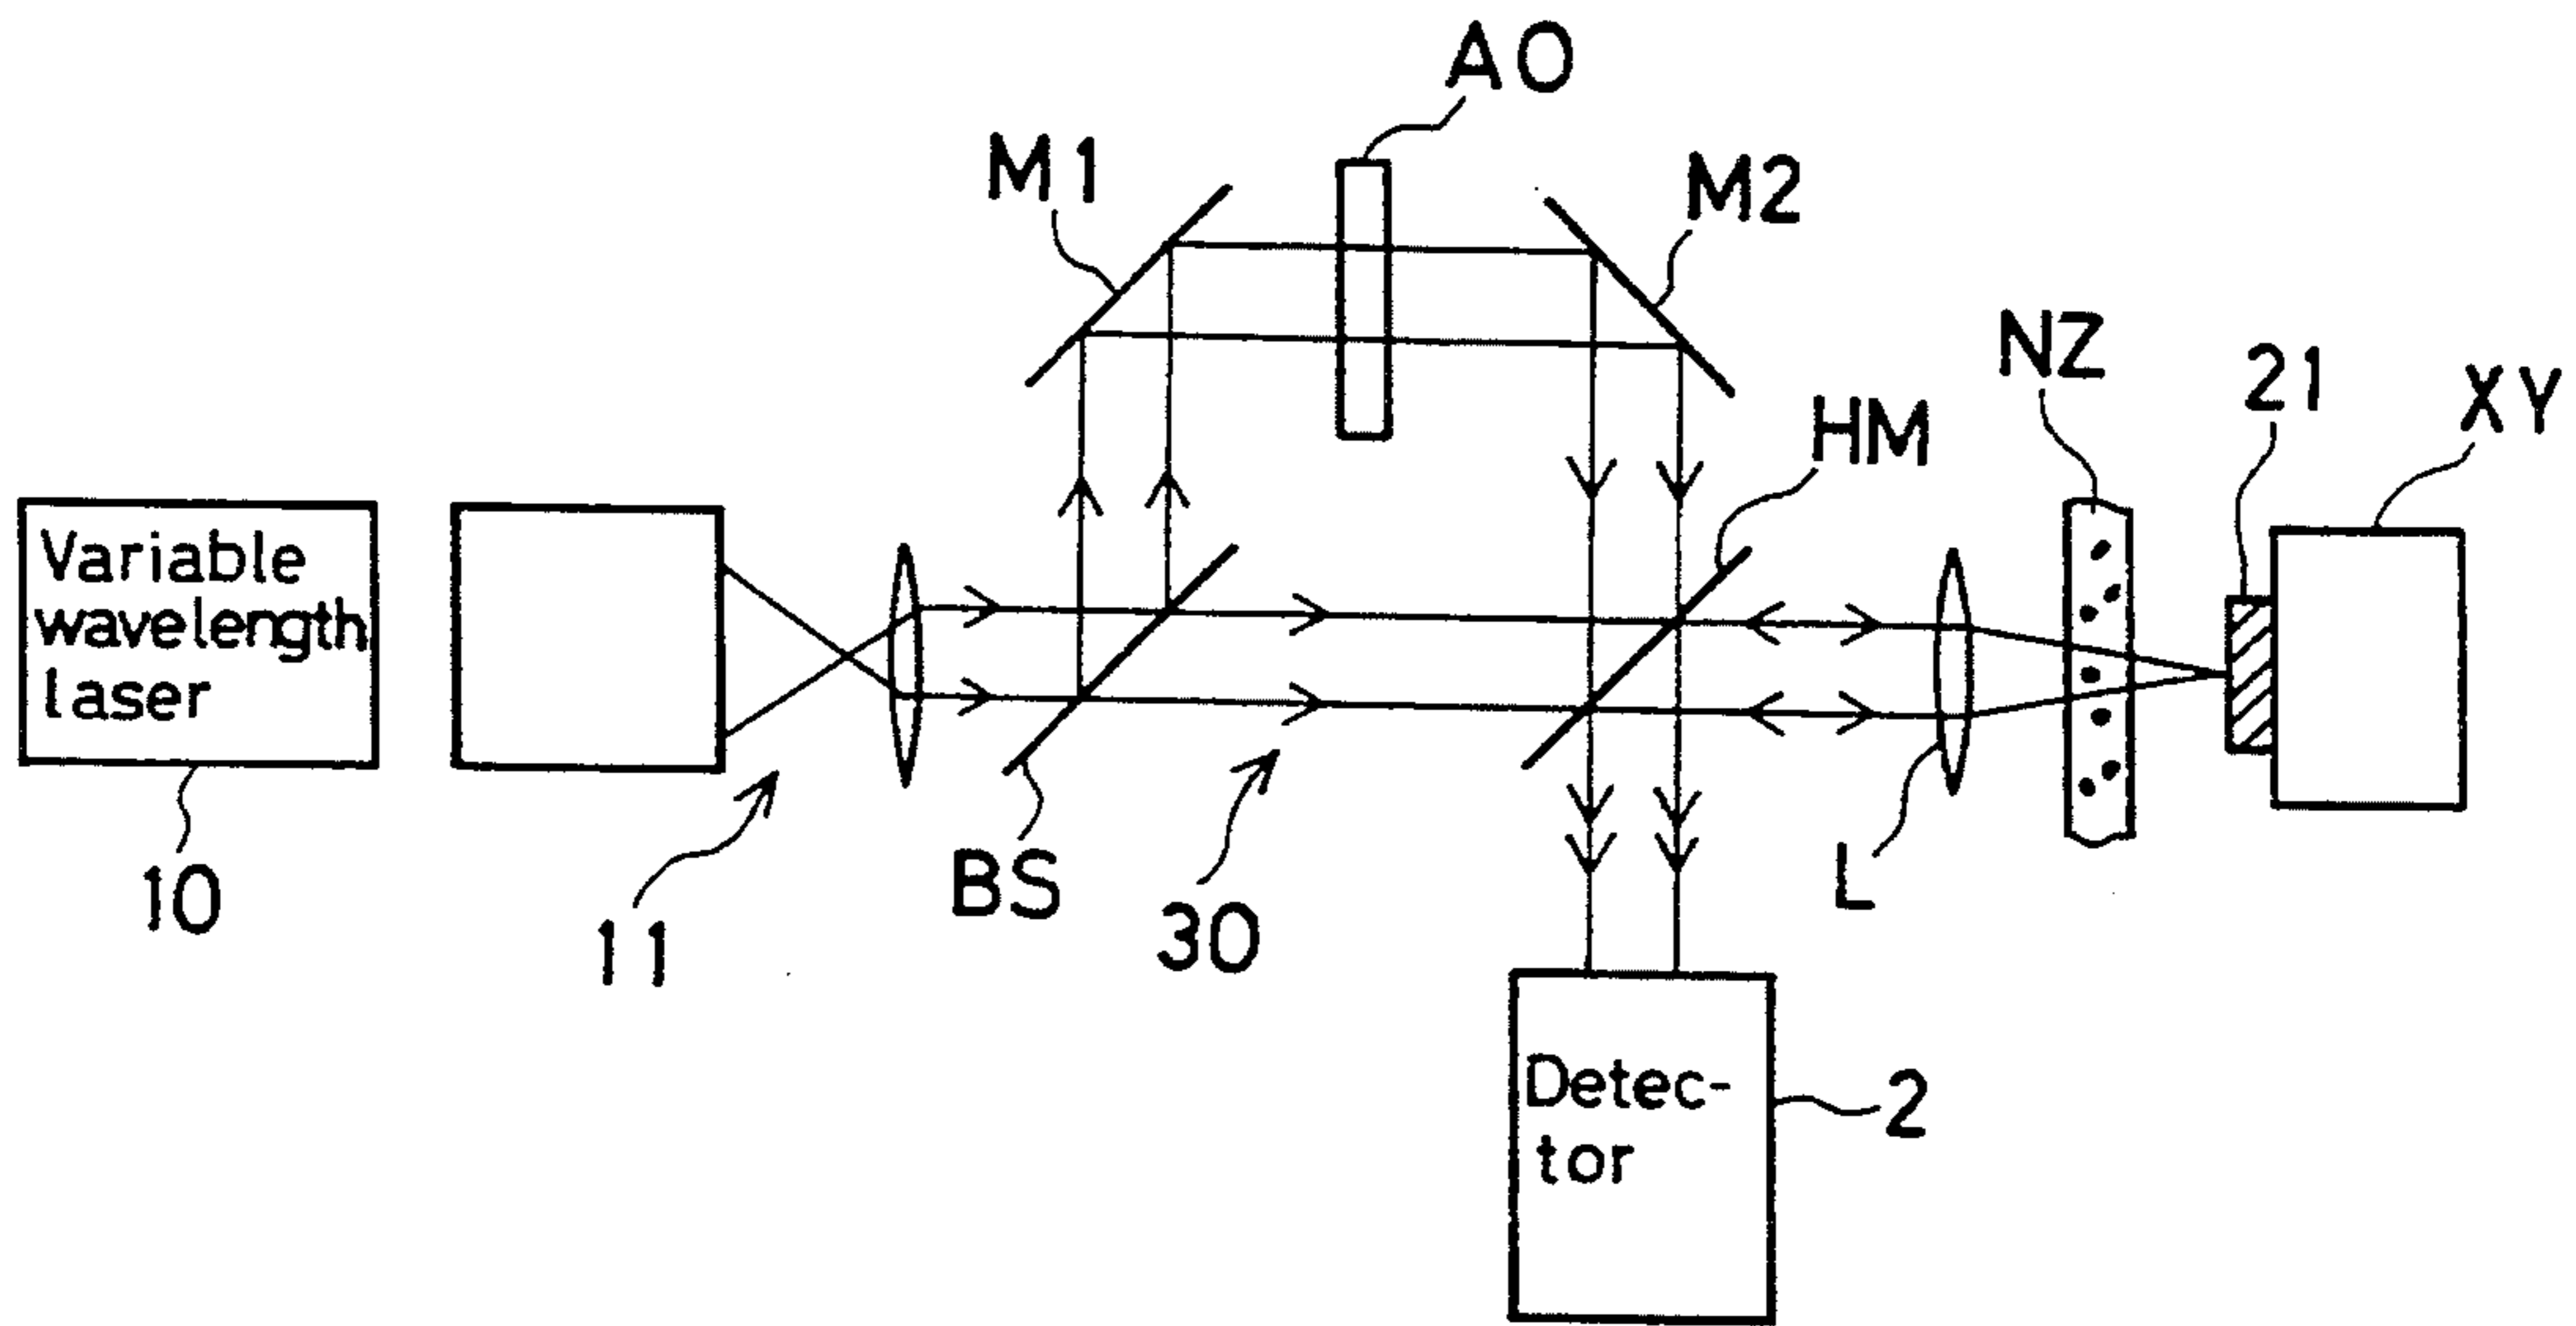 AO
M1
M2
NZ
21
XY
HM
Variable
wavelength
laser
10
11
BS
30
L
Detec-
tor
2